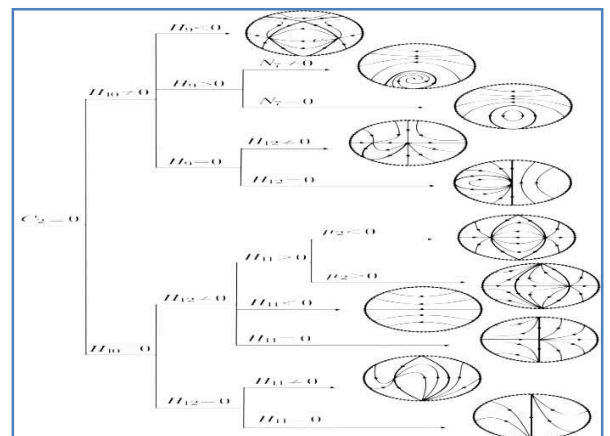 H₉ < 0
N₇ ≠ 0
H₁₀ ≠ 0
H₉ > 0
N₇ = 0
H₁₂ ≠ 0
H₉ = 0
H₁₂ = 0
C₂ = 0
μ₂ < 0
H₁₁ > 0
μ₂ > 0
H₁₂ ≠ 0
H₁₁ < 0
H₁₁ = 0
H₁₀ = 0
H₁₁ ≠ 0
H₁₂ = 0
H₁₁ = 0